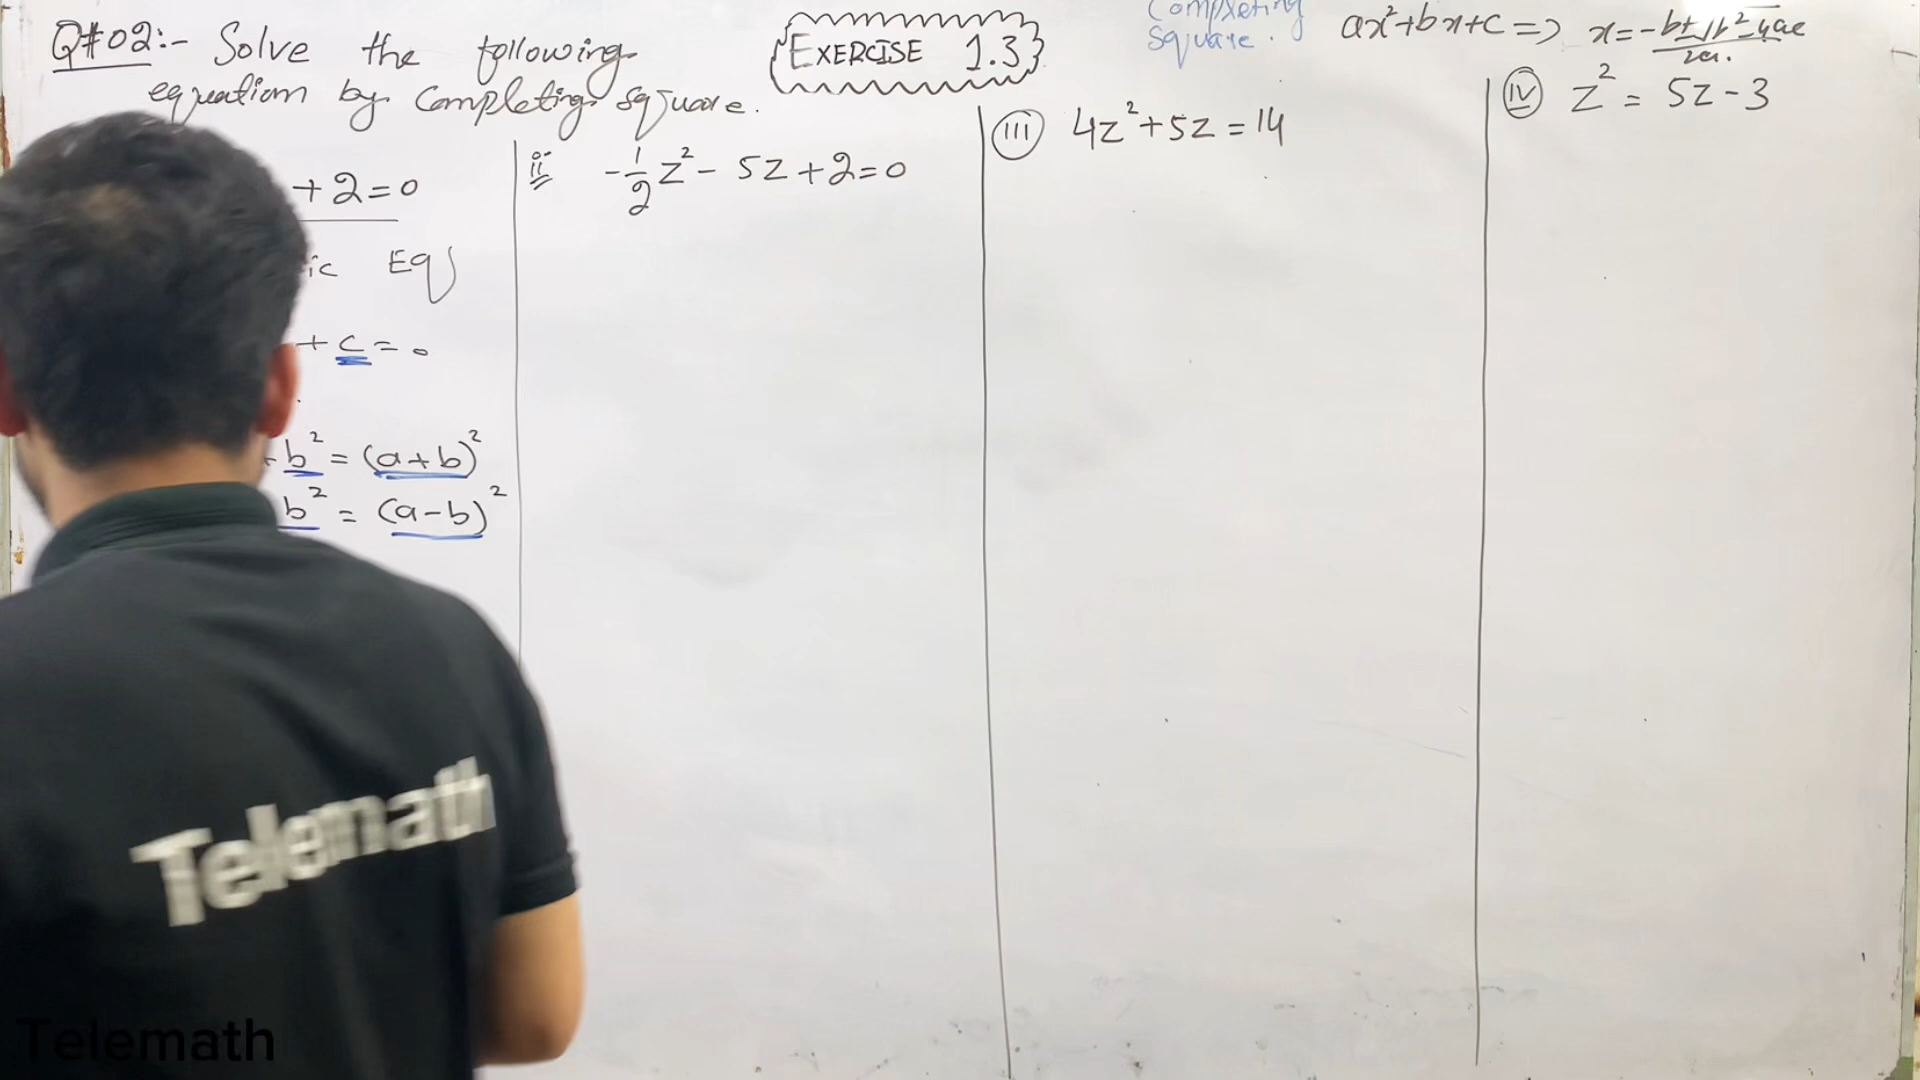 Q#02:- Solve the following
equation by Completing Square.
EXERCISE 1.3
Completing
Square.
ax²+bx+c => x = -b±√b²-4ac
2a.
+2=0
ic Eq
+c=0
+b² = (a+b)²
b² = (a-b)²
ii -1/2 z² - 5z + 2 = 0
(iii) 4z²+5z = 14
(iv) z² = 5z-3
Telemath
Telemath